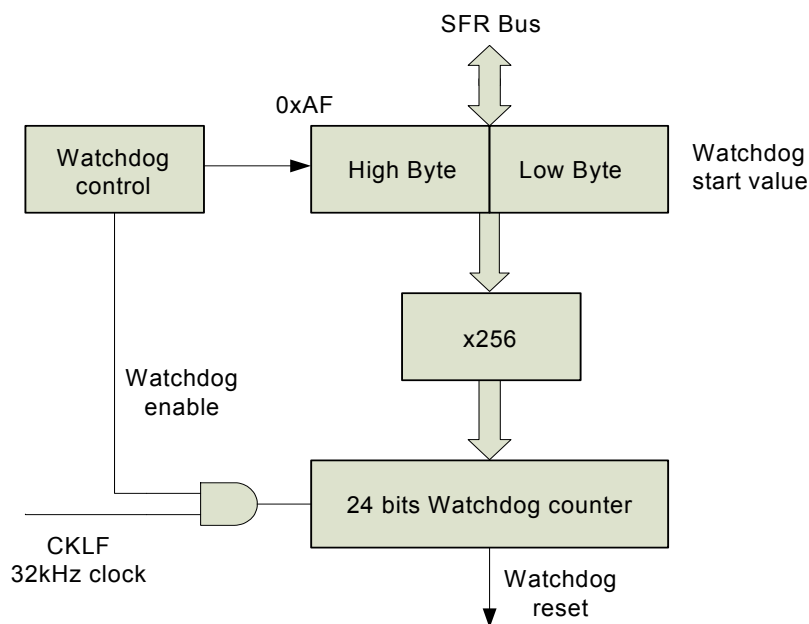 SFR Bus
0xAF
Watchdog
control
High Byte
Low Byte
Watchdog
start value
x256
Watchdog
enable
24 bits Watchdog counter
CKLF
32kHz clock
Watchdog
reset